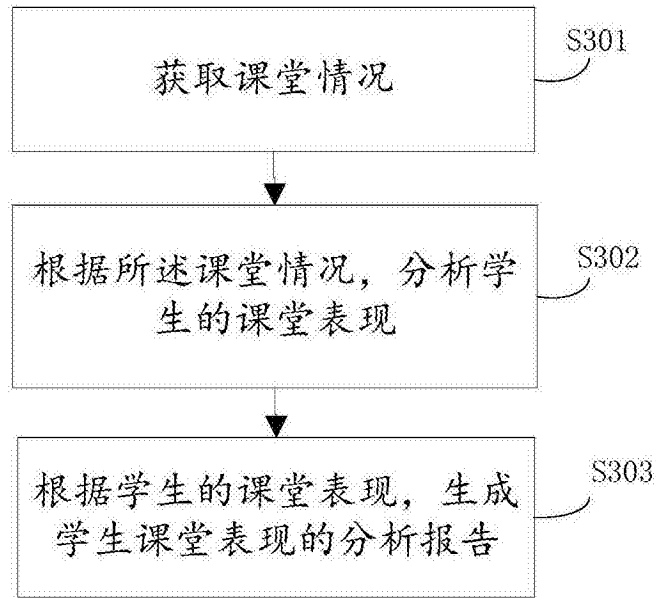 获取课堂情况
S301
根据所述课堂情况，分析学
生的课堂表现
S302
根据学生的课堂表现，生成
学生课堂表现的分析报告
S303